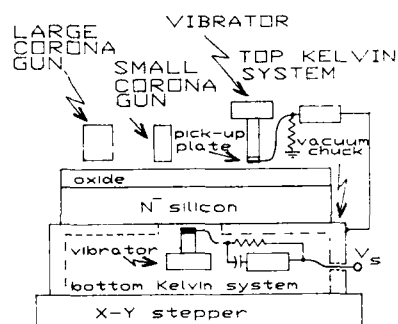 VIBRATOR
LARGE
CORONA
GUN
TOP KELVIN
SYSTEM
SMALL
CORONA
GUN
pick-up
plate
vacuum
chuck
oxide
N⁻ silicon
vibrator
Vs
bottom Kelvin system
X-Y stepper